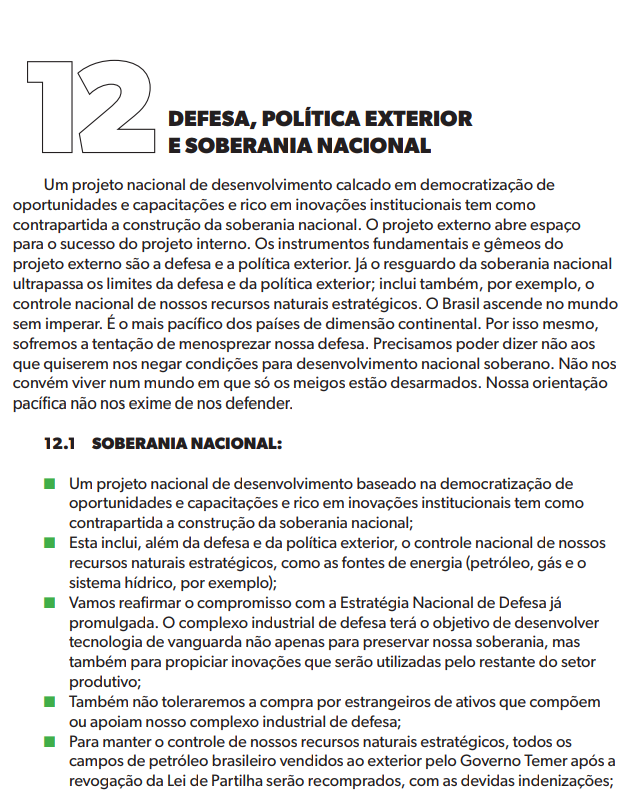 12
DEFESA, POLÍTICA EXTERIOR
E SOBERANIA NACIONAL
Um projeto nacional de desenvolvimento calcado em democratização de
oportunidades e capacitações e rico em inovações institucionais tem como
contrapartida a construção da soberania nacional. O projeto externo abre espaço
para o sucesso do projeto interno. Os instrumentos fundamentais e gêmeos do
projeto externo são a defesa e a política exterior. Já o resguardo da soberania nacional
ultrapassa os limites da defesa e da política exterior; inclui também, por exemplo, o
controle nacional de nossos recursos naturais estratégicos. O Brasil ascende no mundo
sem imperar. É o mais pacífico dos países de dimensão continental. Por isso mesmo,
sofremos a tentação de menosprezar nossa defesa. Precisamos poder dizer não aos
que quiserem nos negar condições para desenvolvimento nacional soberano. Não nos
convém viver num mundo em que só os meigos estão desarmados. Nossa orientação
pacífica não nos exime de nos defender.
12.1 SOBERANIA NACIONAL:
■ Um projeto nacional de desenvolvimento baseado na democratização de
oportunidades e capacitações e rico em inovações institucionais tem como
contrapartida a construção da soberania nacional;
■ Esta inclui, além da defesa e da política exterior, o controle nacional de nossos
recursos naturais estratégicos, como as fontes de energia (petróleo, gás e o
sistema hídrico, por exemplo);
■ Vamos reafirmar o compromisso com a Estratégia Nacional de Defesa já
promulgada. O complexo industrial de defesa terá o objetivo de desenvolver
tecnologia de vanguarda não apenas para preservar nossa soberania, mas
também para propiciar inovações que serão utilizadas pelo restante do setor
produtivo;
■ Também não toleraremos a compra por estrangeiros de ativos que compõem
ou apoiam nosso complexo industrial de defesa;
■ Para manter o controle de nossos recursos naturais estratégicos, todos os
campos de petróleo brasileiro vendidos ao exterior pelo Governo Temer após a
revogação da Lei de Partilha serão recomprados, com as devidas indenizações;